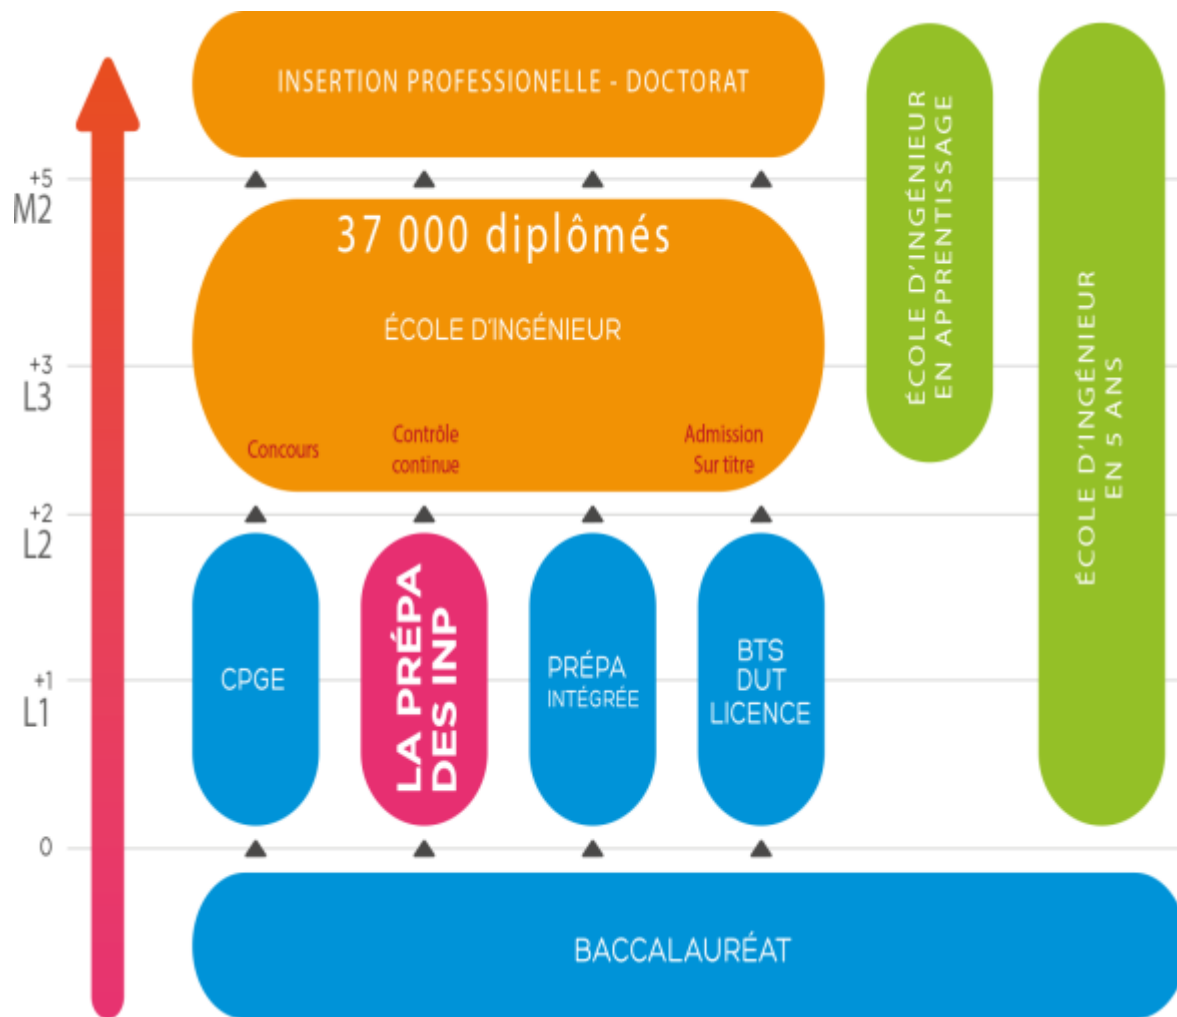 INSERTION PROFESSIONELLE - DOCTORAT
+5
M2
37 000 diplômés
ÉCOLE D'INGÉNIEUR
+3
L3
Concours
Contrôle
continue
Admission
Sur titre
ÉCOLE D'INGÉNIEUR
EN APPRENTISSAGE
ÉCOLE D'INGÉNIEUR
EN 5 ANS
+2
L2
CPGE
LA PRÉPA
DES INP
PRÉPA
INTÉGRÉE
BTS
DUT
LICENCE
+1
L1
0
BACCALAURÉAT